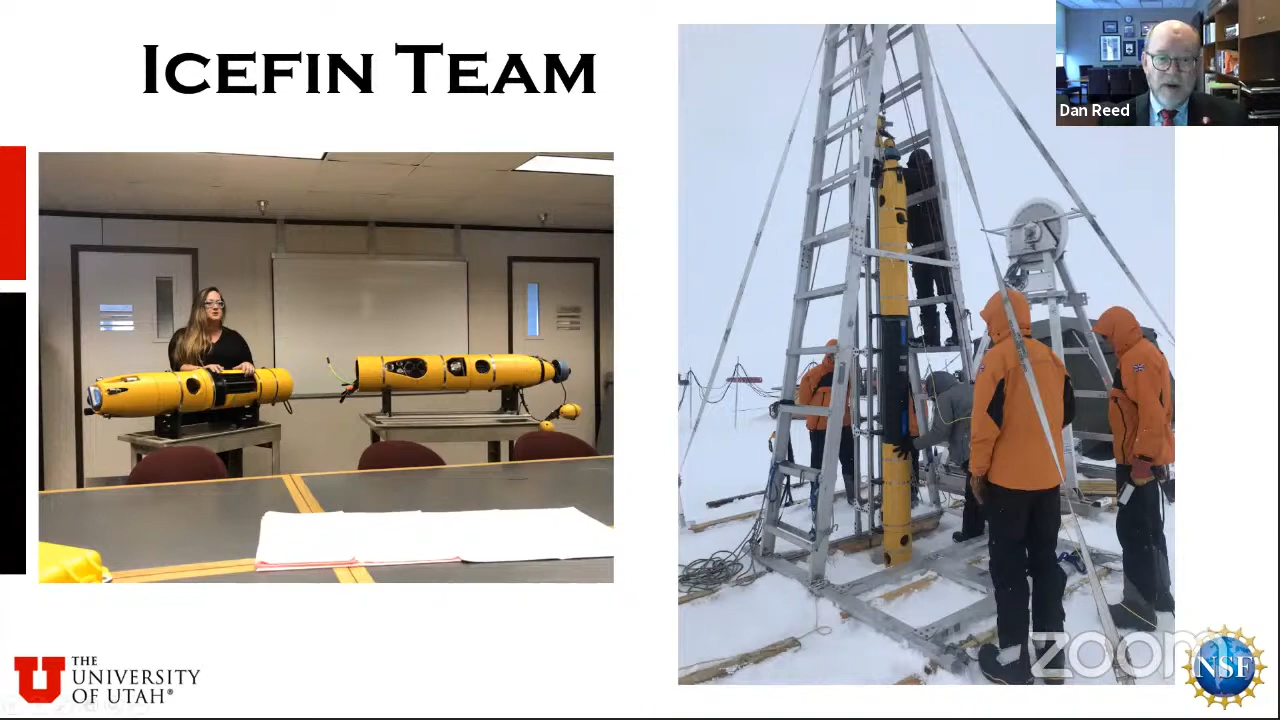 ICEFIN TEAM
Dan Reed
zoom
NSF
U
THE
UNIVERSITY
OF UTAH®